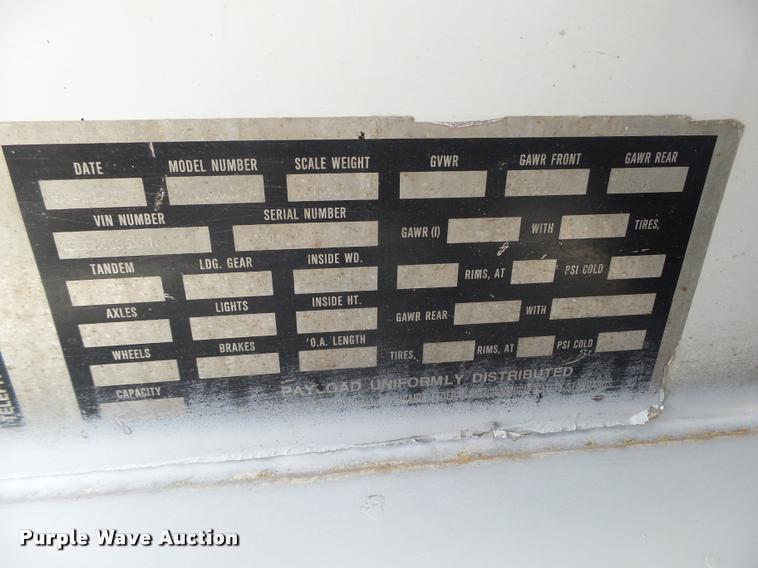 DATE MODEL NUMBER SCALE WEIGHT GVWR GAWR FRONT GAWR REAR
VIN NUMBER SERIAL NUMBER GAWR (I) WITH TIRES,
TANDEM LDG. GEAR INSIDE WD. RIMS, AT PSI COLD
AXLES LIGHTS INSIDE HT. GAWR REAR WITH
WHEELS BRAKES O.A. LENGTH TIRES, RIMS, AT PSI COLD
CAPACITY PAYLOAD UNIFORMLY DISTRIBUTED
Purple Wave Auction